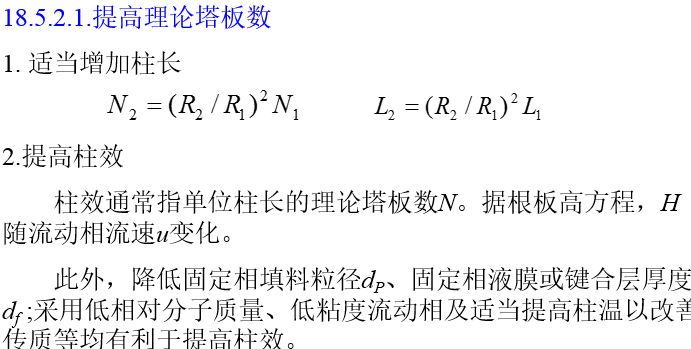 18.5.2.1.提高理论塔板数
1. 适当增加柱长
N₂ = (R₂ / R₁)² N₁ L₂ = (R₂ / R₁)² L₁
2.提高柱效
柱效通常指单位柱长的理论塔板数N。据根板高方程，H
随流动相流速u变化。
此外，降低固定相填料粒径dP、固定相液膜或键合层厚度
df ;采用低相对分子质量、低粘度流动相及适当提高柱温以改善
传质等均有利于提高柱效。